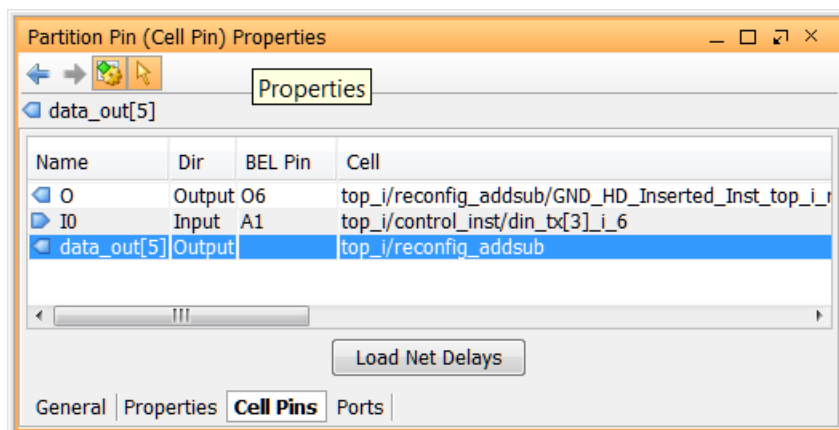 Partition Pin (Cell Pin) Properties
Properties
data_out[5]
Name Dir BEL Pin Cell
O Output O6 top_i/reconfig_addsub/GND_HD_Inserted_Inst_top_i_
I0 Input A1 top_i/control_inst/din_tx[3]_i_6
data_out[5] Output top_i/reconfig_addsub
Load Net Delays
General Properties Cell Pins Ports